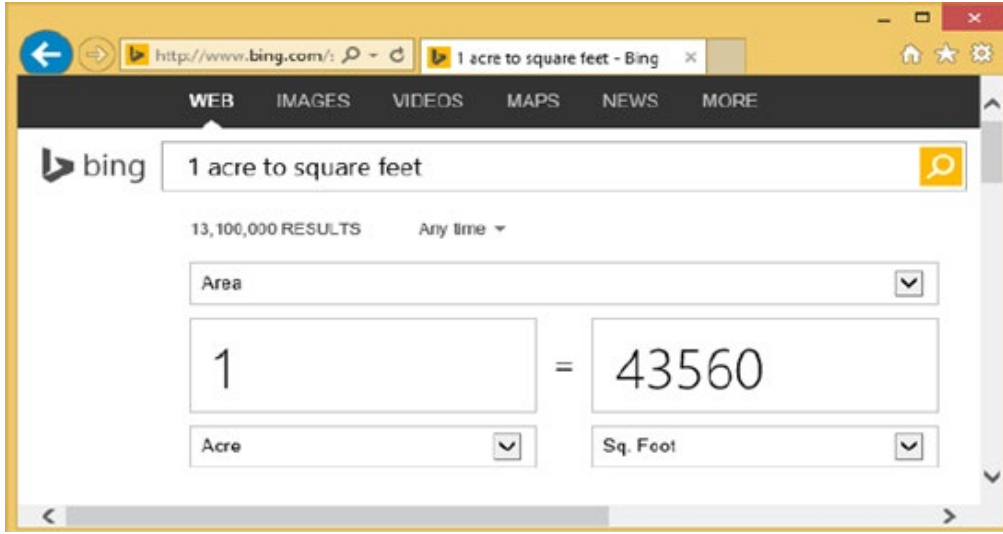 http://www.bing.com/: 1 acre to square feet - Bing
WEB IMAGES VIDEOS MAPS NEWS MORE
bing 1 acre to square feet
13,100,000 RESULTS Any time
Area
1 = 43560
Acre Sq. Foot